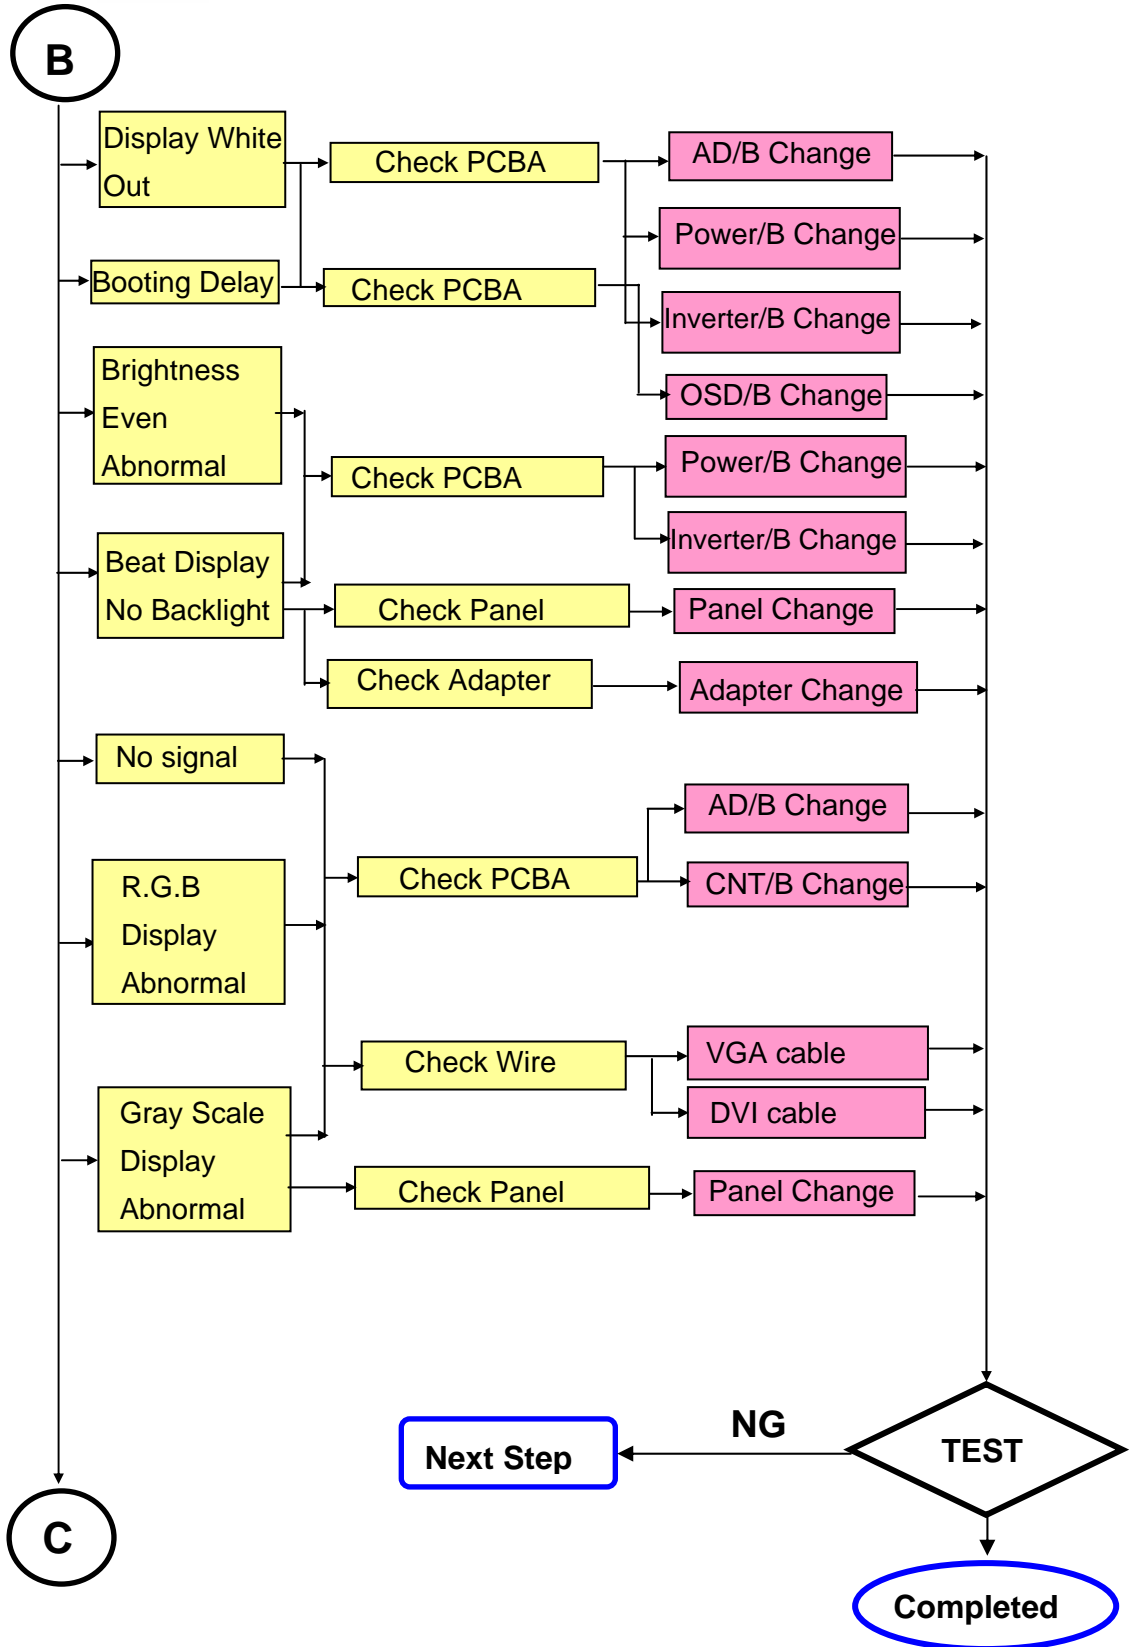 B
Display White
Out
Check PCBA
AD/B Change
Power/B Change
Booting Delay
Check PCBA
Inverter/B Change
OSD/B Change
Brightness
Even
Abnormal
Check PCBA
Power/B Change
Inverter/B Change
Beat Display
No Backlight
Check Panel
Panel Change
Check Adapter
Adapter Change
No signal
AD/B Change
Check PCBA
CNT/B Change
R.G.B
Display
Abnormal
Check Wire
VGA cable
DVI cable
Gray Scale
Display
Abnormal
Check Panel
Panel Change
NG
Next Step
TEST
C
Completed